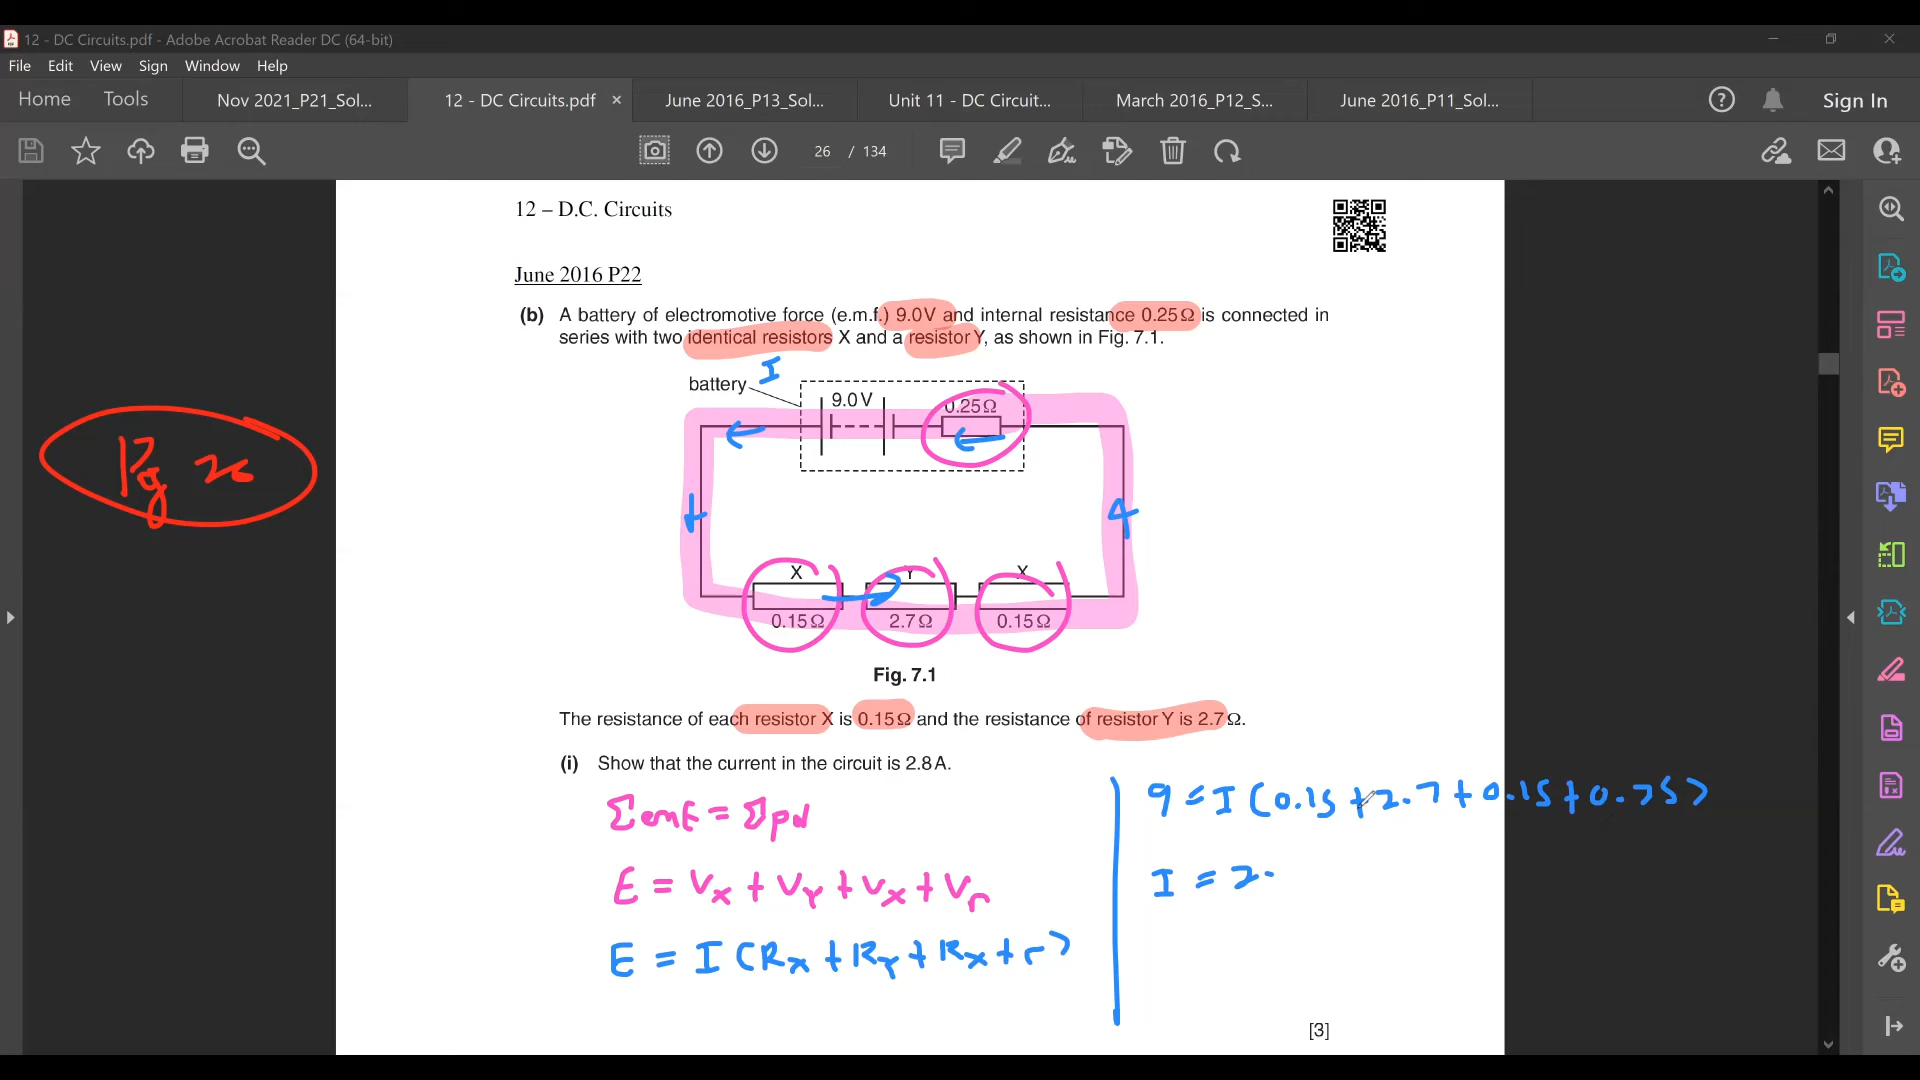 12 - DC Circuits.pdf - Adobe Acrobat Reader DC (64-bit)
File Edit View Sign Window Help
Home Tools Nov 2021_P21_Sol... 12 - DC Circuits.pdf × June 2016_P13_Sol... Unit 11 - DC Circuit... March 2016_P12_S... June 2016_P11_Sol... Sign In
26 / 134
12 – D.C. Circuits
June 2016 P22
(b) A battery of electromotive force (e.m.f.) 9.0V and internal resistance 0.25Ω is connected in
series with two identical resistors X and a resistor Y, as shown in Fig. 7.1.
I
battery
9.0V
0.25Ω
Pg 26
X Y X
0.15Ω 2.7Ω 0.15Ω
Fig. 7.1
The resistance of each resistor X is 0.15Ω and the resistance of resistor Y is 2.7Ω.
(i) Show that the current in the circuit is 2.8A.
Σemf = Σpd
E = Vx + VY + Vx + Vr
E = I (Rx + RY + Rx + r)
9 = I (0.15 + 2.7 + 0.15 + 0.25)
I = 2.
[3]